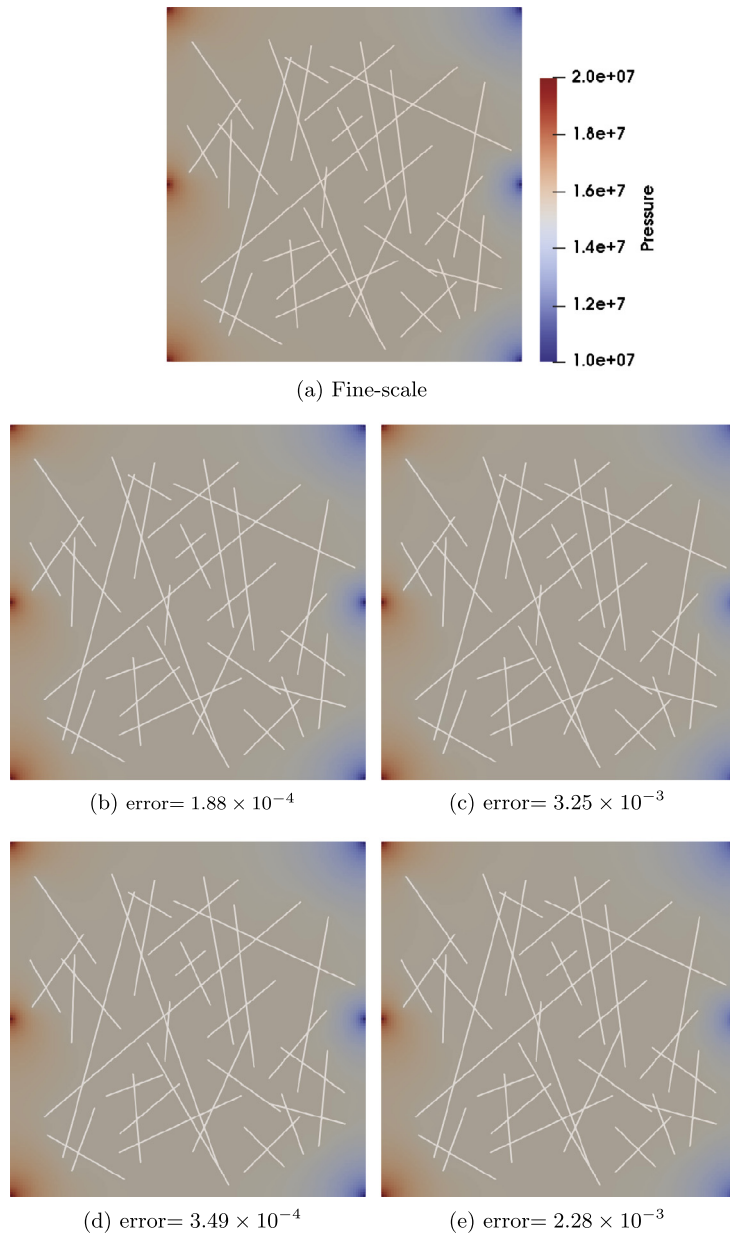 2.0e+07
1.8e+7
1.6e+7
1.4e+7
1.2e+7
1.0e+07
Pressure
(a) Fine-scale
(b) error= 1.88 × 10⁻⁴
(c) error= 3.25 × 10⁻³
(d) error= 3.49 × 10⁻⁴
(e) error= 2.28 × 10⁻³